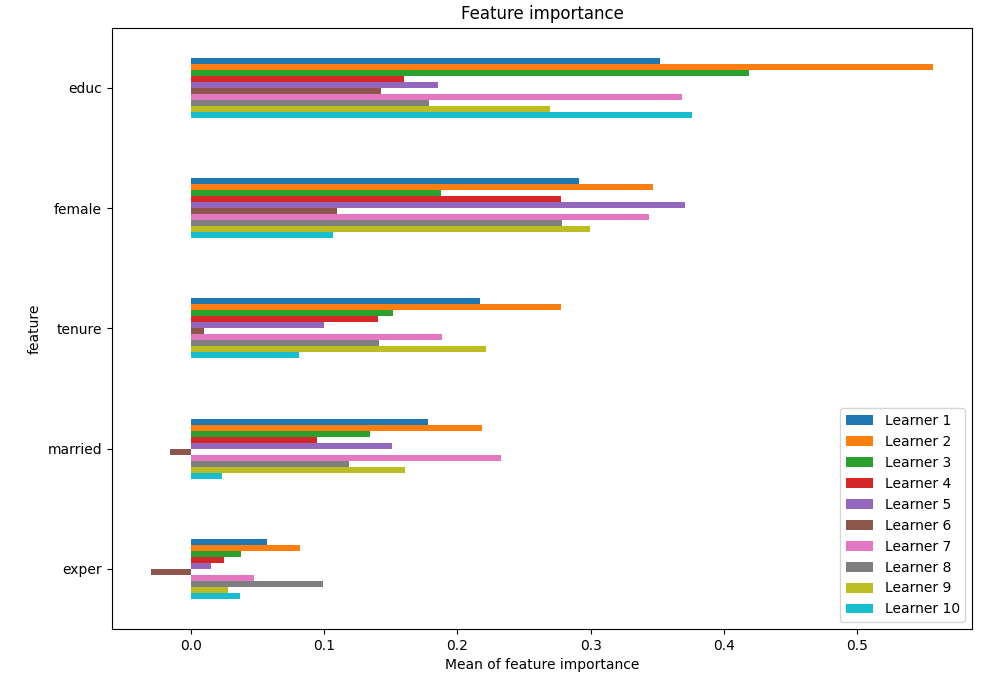 Feature importance
educ
female
tenure
married
exper
feature
0.0
0.1
0.2
0.3
0.4
0.5
Mean of feature importance
Learner 1
Learner 2
Learner 3
Learner 4
Learner 5
Learner 6
Learner 7
Learner 8
Learner 9
Learner 10